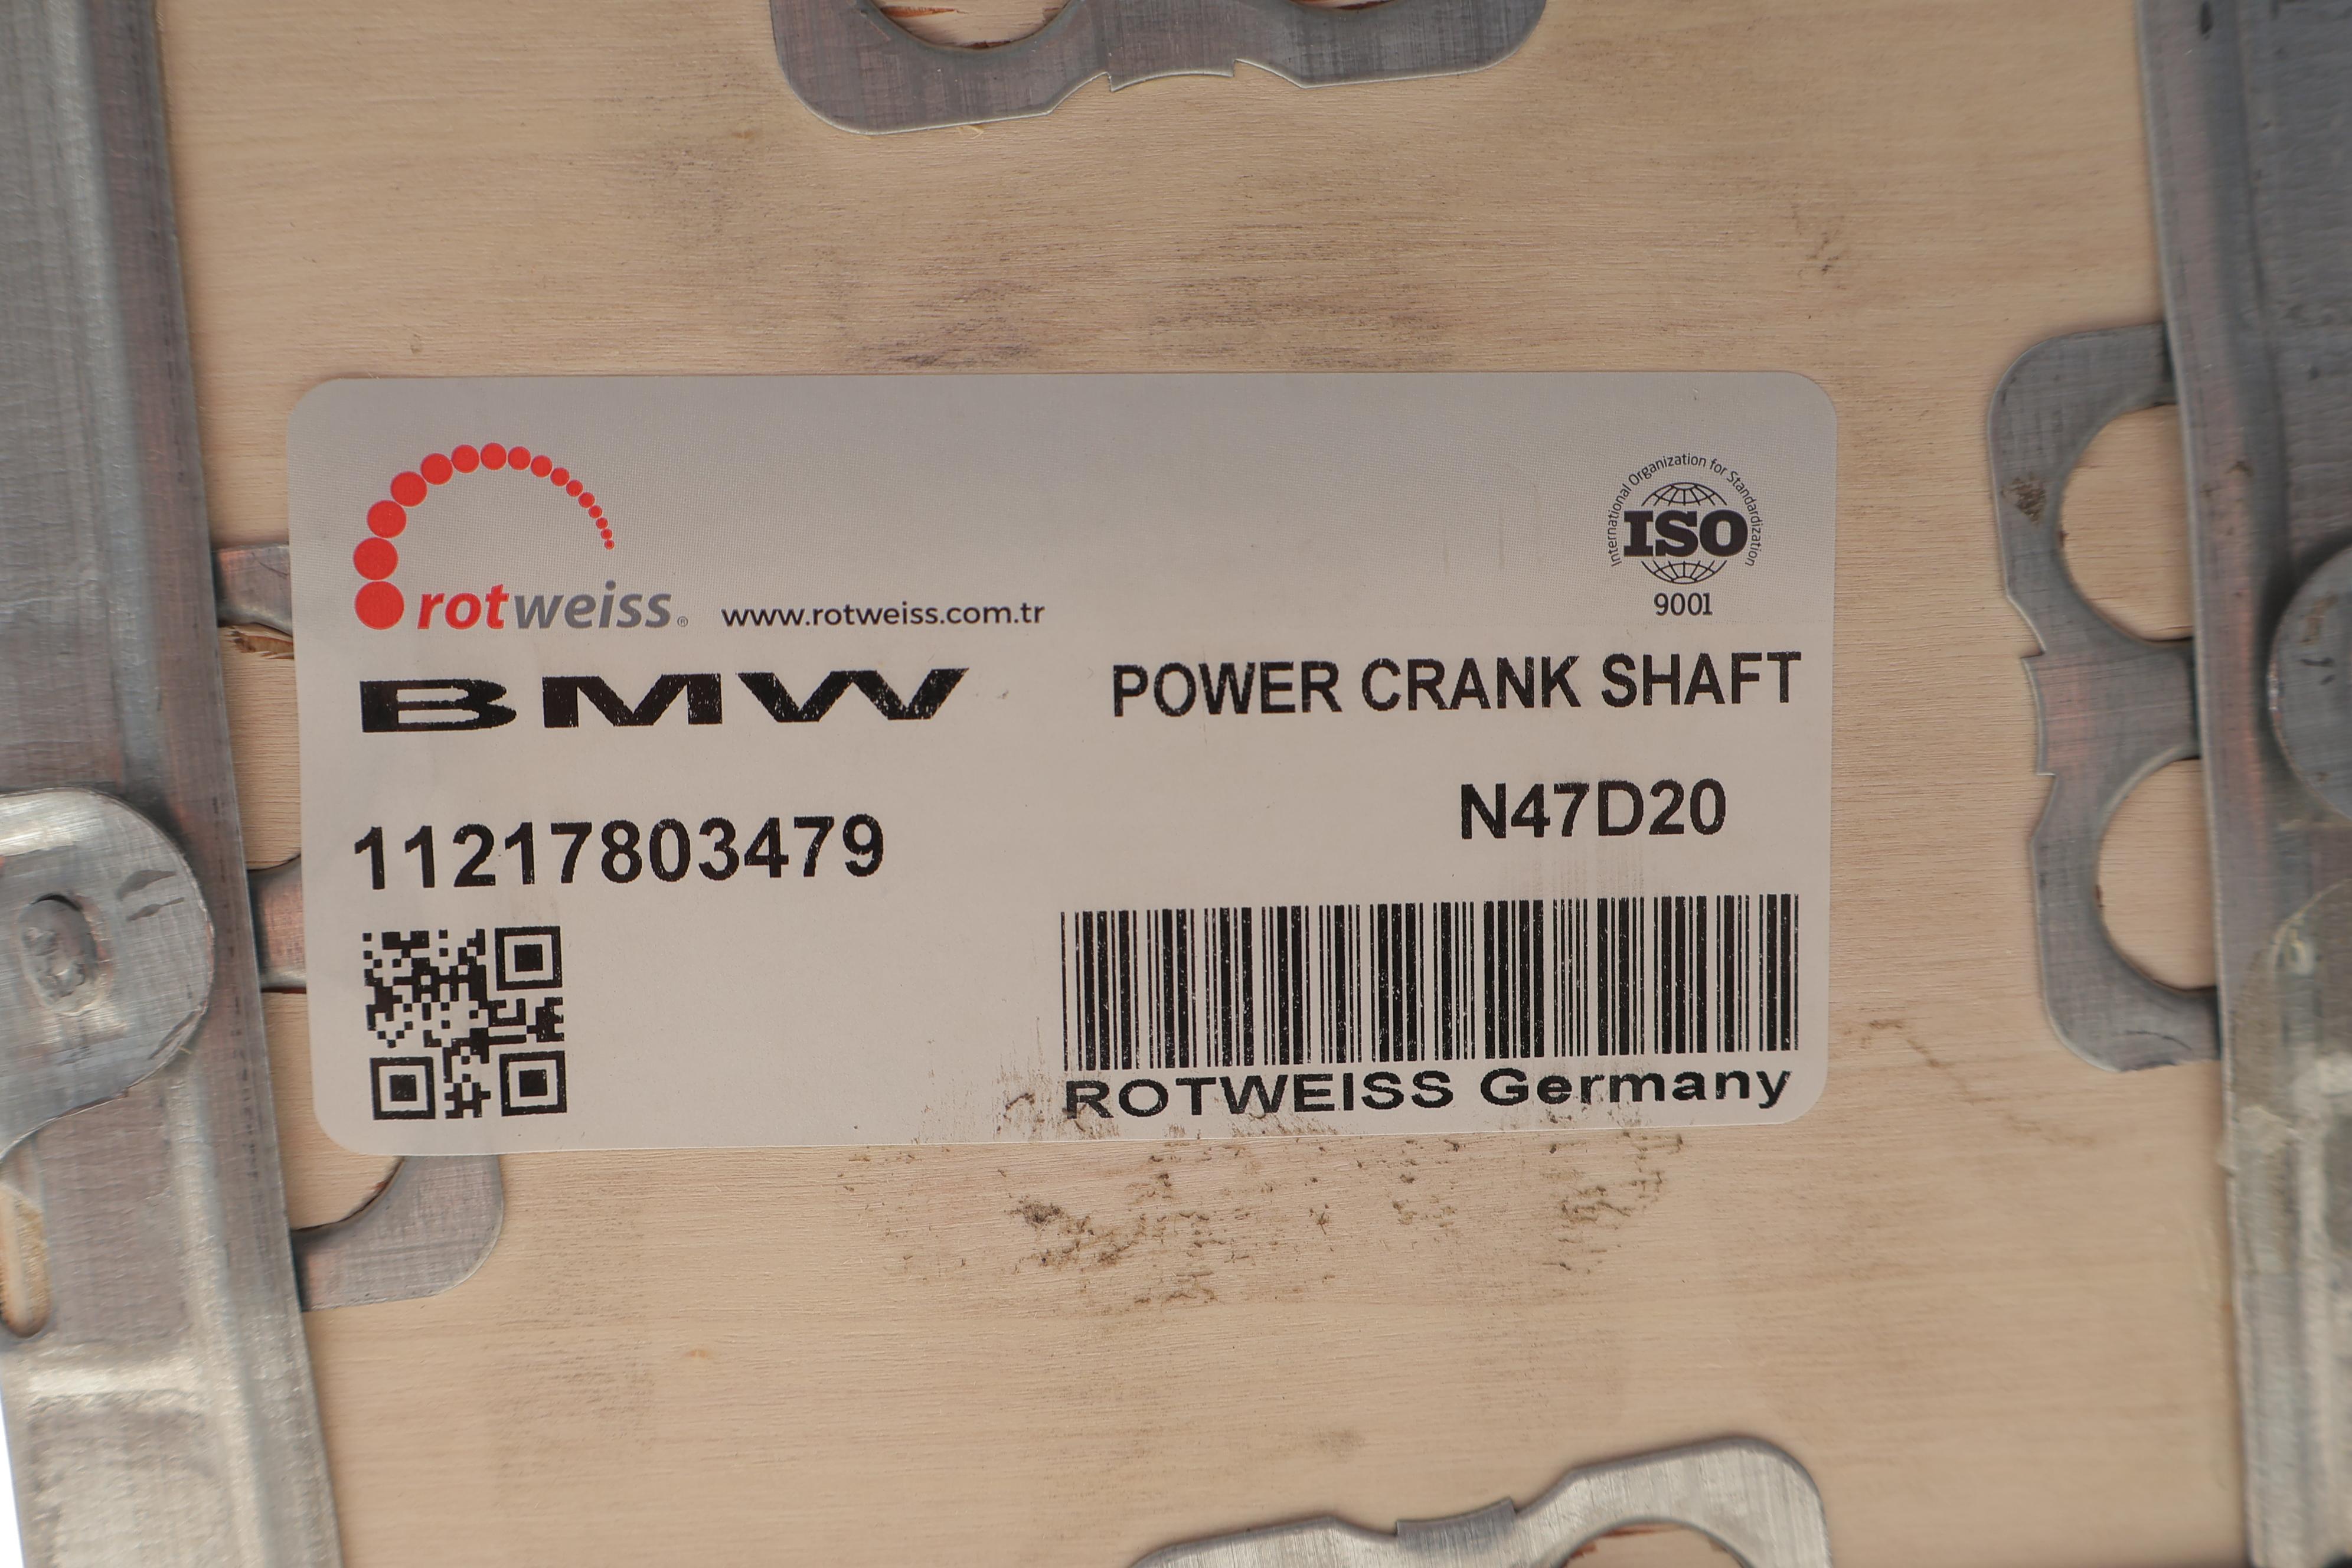 International Organization for Standardization
ISO
9001
rotweiss® www.rotweiss.com.tr
BMW POWER CRANK SHAFT
N47D20
11217803479
ROTWEISS Germany